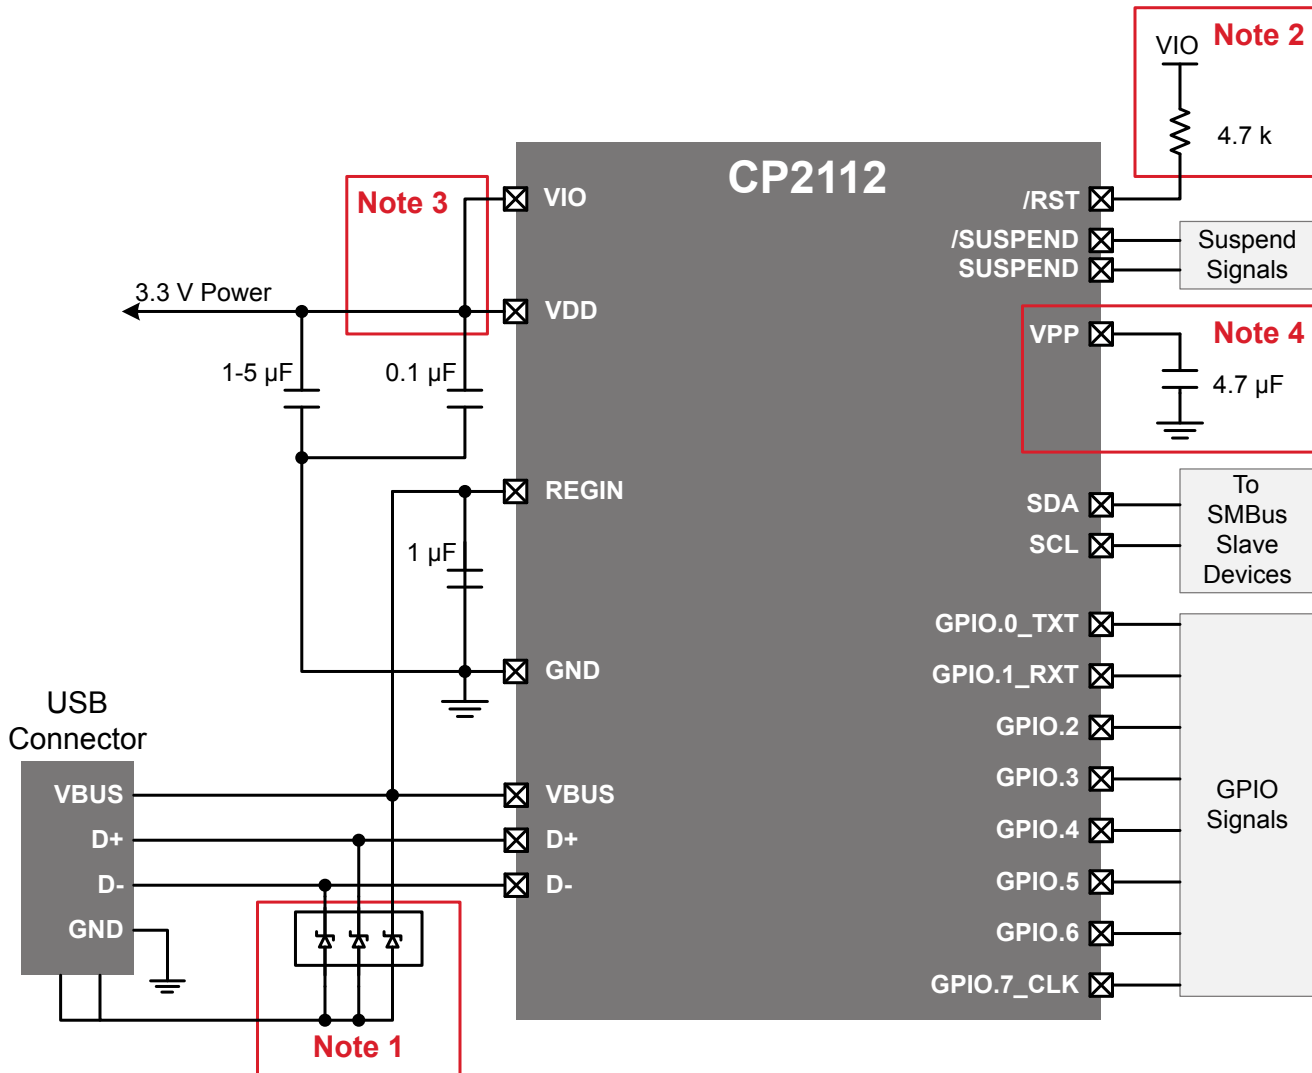 Note 2
VIO
4.7 k
CP2112
Note 3
VIO
/RST
/SUSPEND
SUSPEND
Suspend
Signals
3.3 V Power
VDD
VPP
Note 4
1-5 µF
0.1 µF
4.7 µF
REGIN
SDA
SCL
To
SMBus
Slave
Devices
1 µF
GPIO.0_TXT
GPIO.1_RXT
GPIO.2
GPIO.3
GPIO.4
GPIO.5
GPIO.6
GPIO.7_CLK
GPIO
Signals
GND
USB
Connector
VBUS
D+
D-
GND
VBUS
D+
D-
Note 1